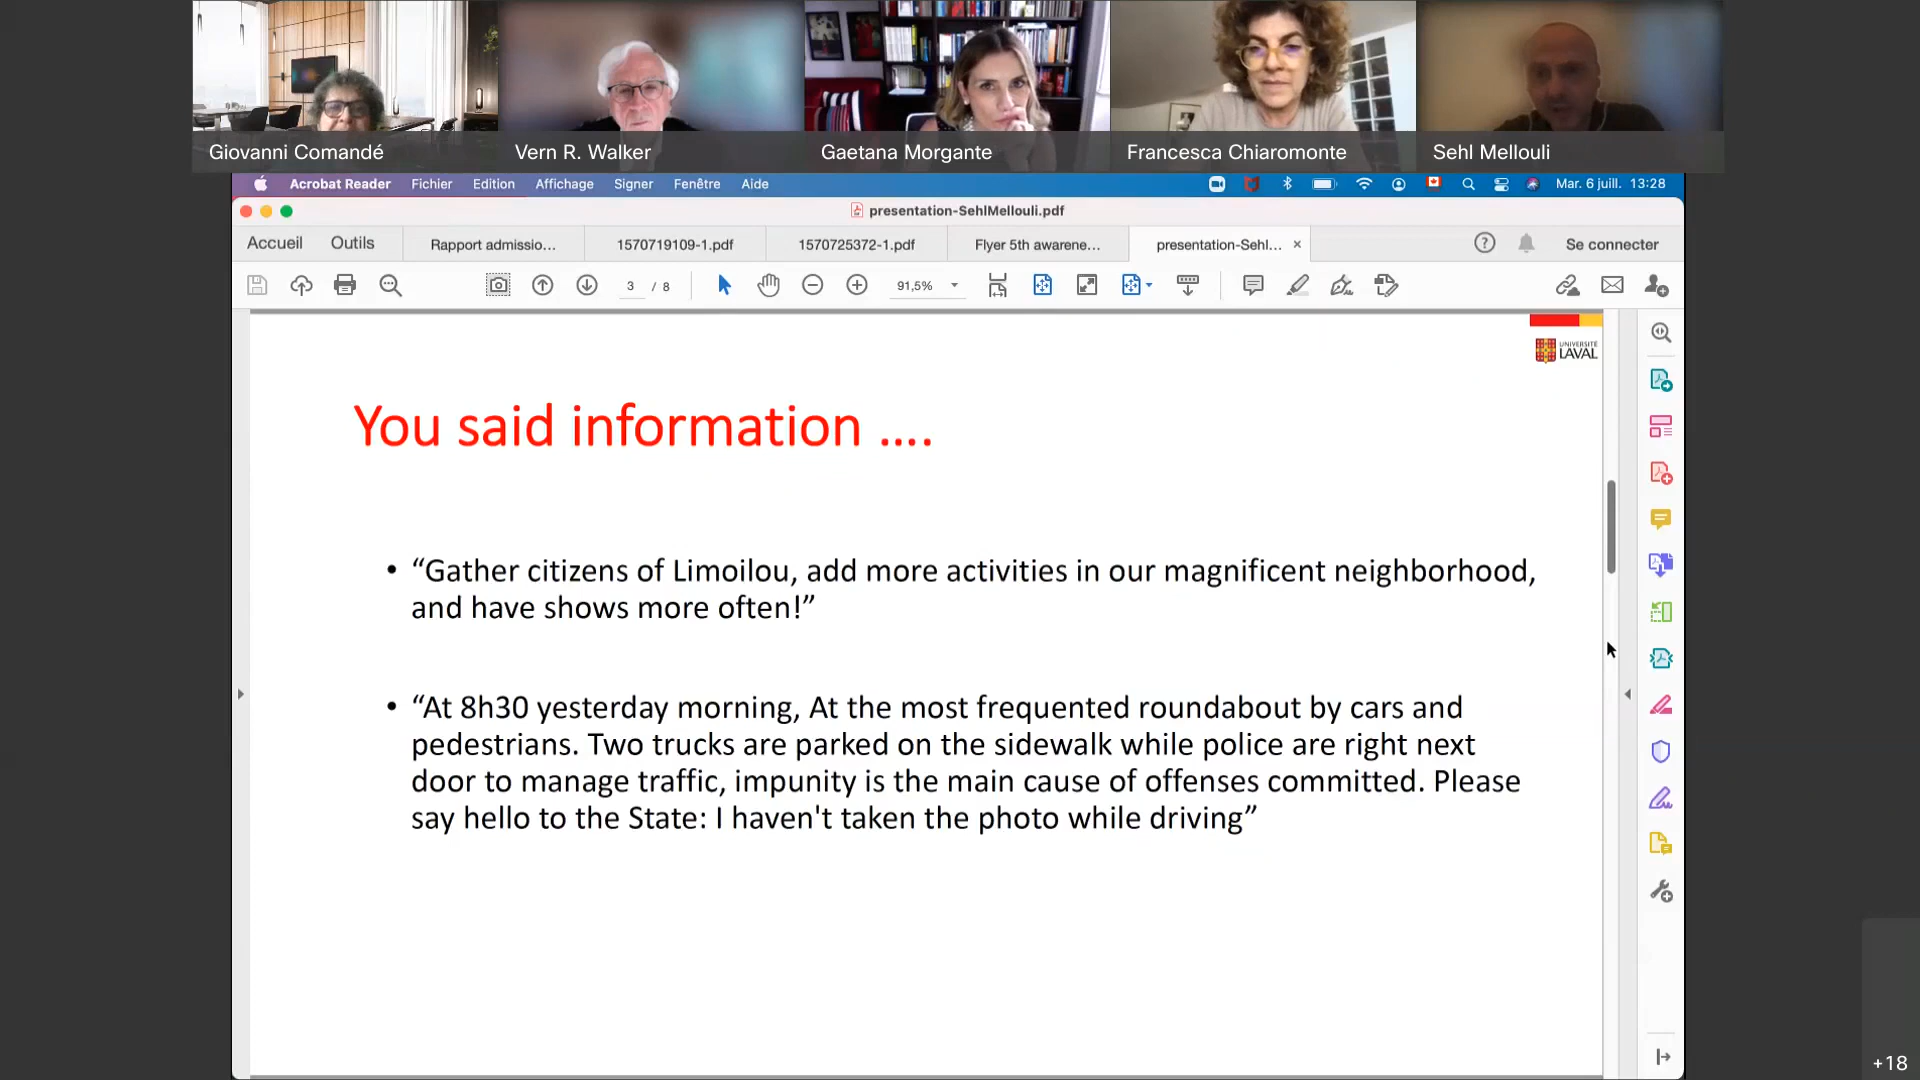 Giovanni Comandé
Vern R. Walker
Gaetana Morgante
Francesca Chiaromonte
Sehl Mellouli
Acrobat Reader Fichier Edition Affichage Signer Fenêtre Aide
Mar. 6 juill. 13:28
presentation-SehlMellouli.pdf
Accueil Outils
Rapport admissio...
1570719109-1.pdf
1570725372-1.pdf
Flyer 5th awarene...
presentation-Sehl... ×
Se connecter
3 / 8
91,5%
UNIVERSITÉ
LAVAL
You said information ....
• “Gather citizens of Limoilou, add more activities in our magnificent neighborhood,
and have shows more often!”
• “At 8h30 yesterday morning, At the most frequented roundabout by cars and
pedestrians. Two trucks are parked on the sidewalk while police are right next
door to manage traffic, impunity is the main cause of offenses committed. Please
say hello to the State: I haven't taken the photo while driving”
+18